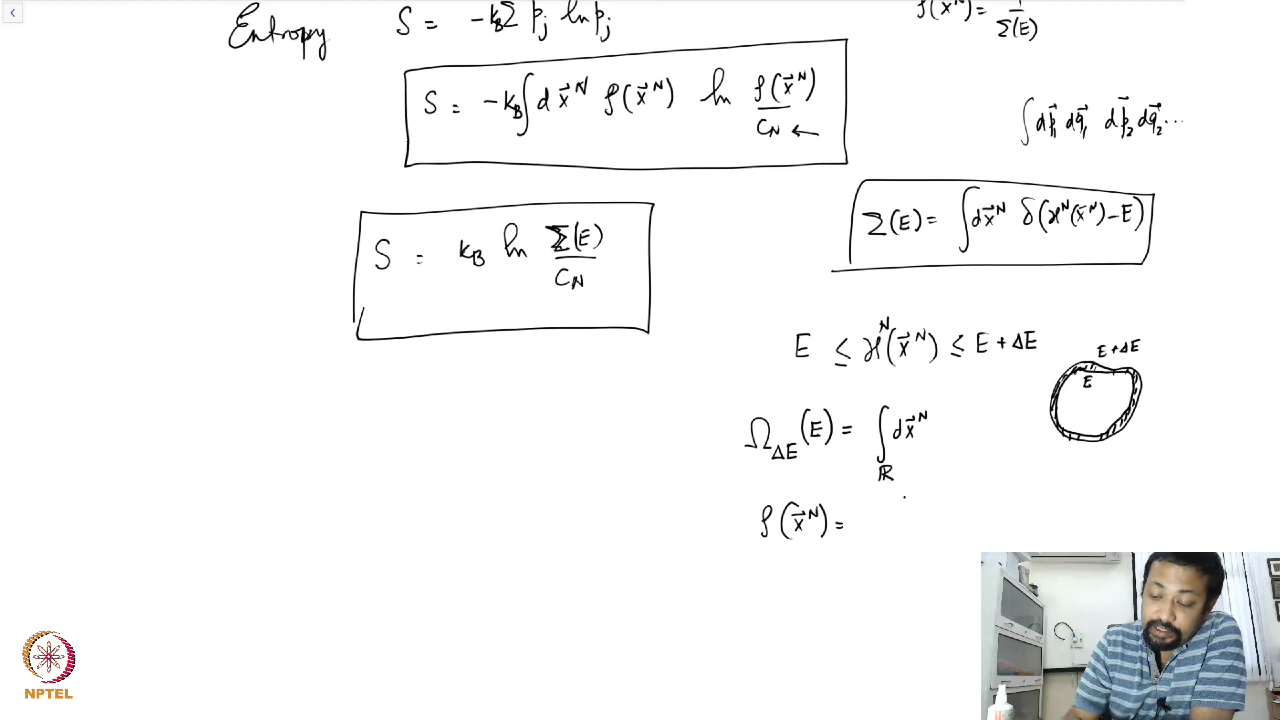 Entropy S = -k_B Σ p_j ln p_j
ρ(x⃗^N) = 1/Σ(E)
S = -k_B ∫ d x⃗^N ρ(x⃗^N) ln ρ(x⃗^N)/C_N ←
∫ dp⃗_1 dq⃗_1 dp⃗_2 dq⃗_2 ...
Σ(E) = ∫ dx⃗^N δ(ℋ^N(x⃗^N) - E)
S = k_B ln Σ(E)/C_N
E ≤ ℋ^N(x⃗^N) ≤ E + ΔE
E + ΔE
E
Ω_ΔE (E) = ∫_R dx⃗^N
ρ(x⃗^N) =
NPTEL